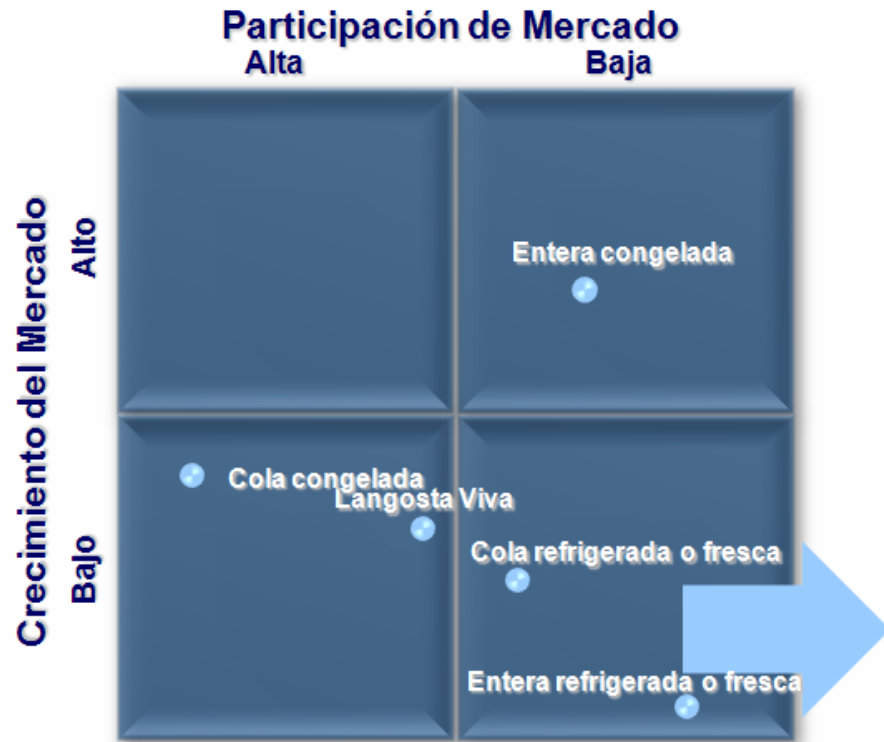 Participación de Mercado
Alta
Baja
Crecimiento del Mercado
Alto
Bajo
Entera congelada
Cola congelada
Langosta Viva
Cola refrigerada o fresca
Entera refrigerada o fresca